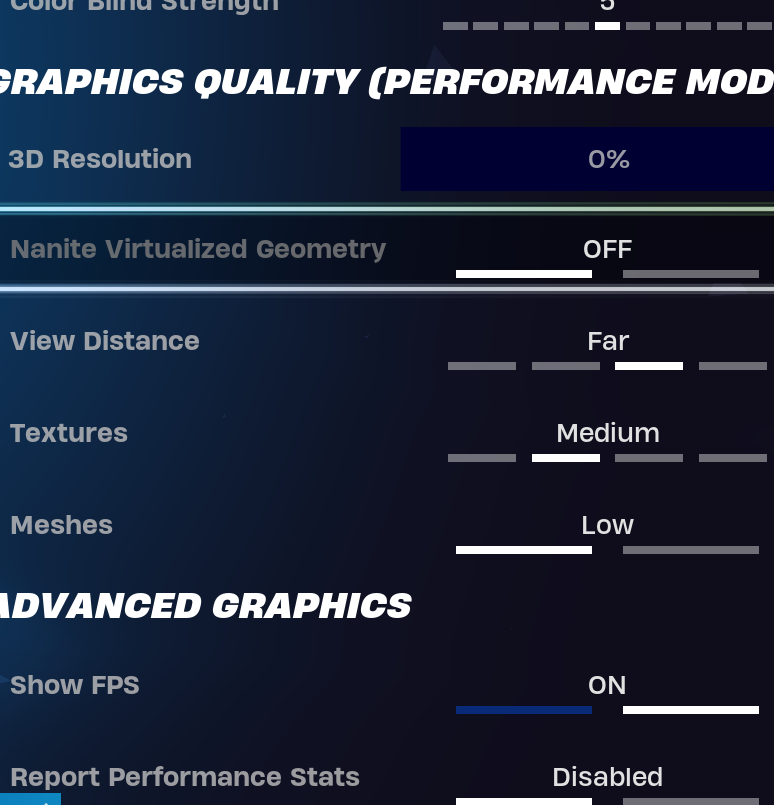 Color Blind Strength 5
GRAPHICS QUALITY (PERFORMANCE MOD
3D Resolution 0%
Nanite Virtualized Geometry OFF
View Distance Far
Textures Medium
Meshes Low
ADVANCED GRAPHICS
Show FPS ON
Report Performance Stats Disabled